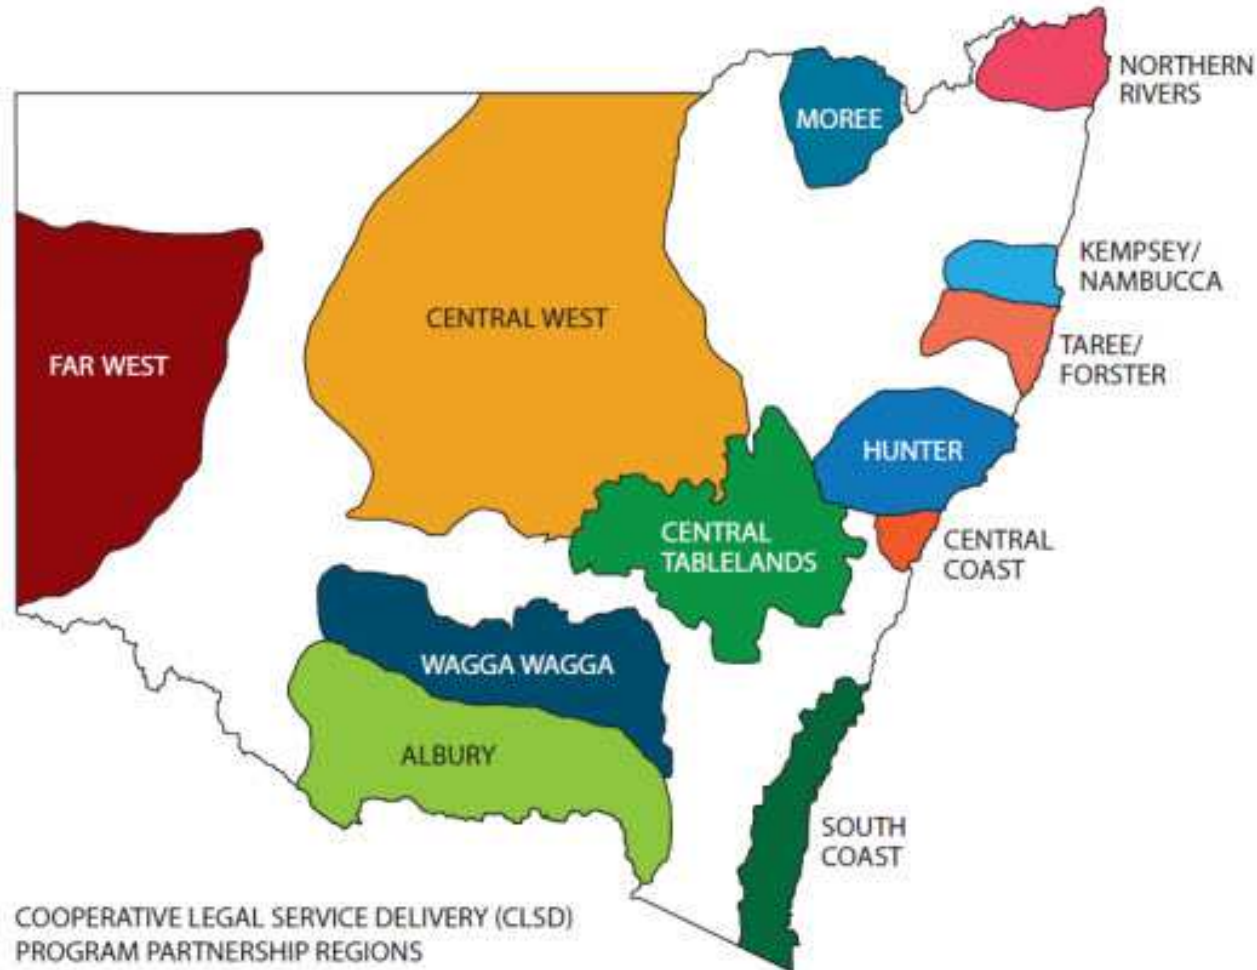 NORTHERN
RIVERS
MOREE
KEMPSEY/
NAMBUCCA
CENTRAL WEST
TAREE/
FORSTER
FAR WEST
HUNTER
CENTRAL
TABLELANDS
CENTRAL
COAST
WAGGA WAGGA
ALBURY
SOUTH
COAST
COOPERATIVE LEGAL SERVICE DELIVERY (CLSD)
PROGRAM PARTNERSHIP REGIONS